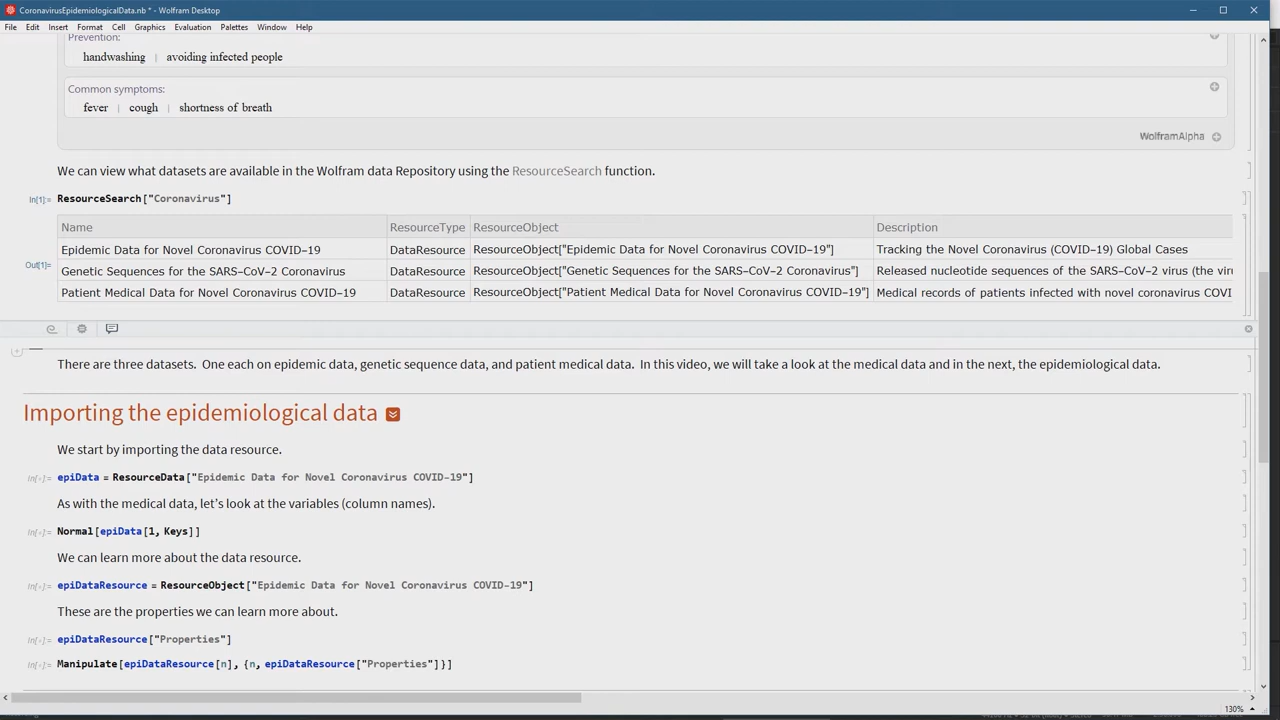 CoronavirusEpidemiologicalData.nb * - Wolfram Desktop
File Edit Insert Format Cell Graphics Evaluation Palettes Window Help
Prevention:
handwashing | avoiding infected people
Common symptoms:
fever | cough | shortness of breath
WolframAlpha
We can view what datasets are available in the Wolfram data Repository using the ResourceSearch function.
In[1]:= ResourceSearch["Coronavirus"]
Name ResourceType ResourceObject Description
Epidemic Data for Novel Coronavirus COVID-19 DataResource ResourceObject["Epidemic Data for Novel Coronavirus COVID-19"] Tracking the Novel Coronavirus (COVID-19) Global Cases
Out[1]= Genetic Sequences for the SARS-CoV-2 Coronavirus DataResource ResourceObject["Genetic Sequences for the SARS-CoV-2 Coronavirus"] Released nucleotide sequences of the SARS-CoV-2 virus (the viru
Patient Medical Data for Novel Coronavirus COVID-19 DataResource ResourceObject["Patient Medical Data for Novel Coronavirus COVID-19"] Medical records of patients infected with novel coronavirus COVI
There are three datasets. One each on epidemic data, genetic sequence data, and patient medical data. In this video, we will take a look at the medical data and in the next, the epidemiological data.
Importing the epidemiological data
We start by importing the data resource.
In[ ]:= epiData = ResourceData["Epidemic Data for Novel Coronavirus COVID-19"]
As with the medical data, let's look at the variables (column names).
In[ ]:= Normal[epiData[1, Keys]]
We can learn more about the data resource.
In[ ]:= epiDataResource = ResourceObject["Epidemic Data for Novel Coronavirus COVID-19"]
These are the properties we can learn more about.
In[ ]:= epiDataResource["Properties"]
In[ ]:= Manipulate[epiDataResource[n], {n, epiDataResource["Properties"]}]
130%